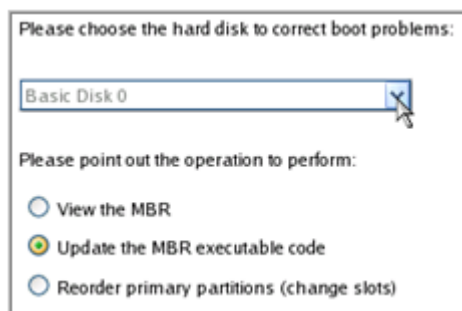 Please choose the hard disk to correct boot problems:
Basic Disk 0
Please point out the operation to perform:
View the MBR
Update the MBR executable code
Reorder primary partitions (change slots)